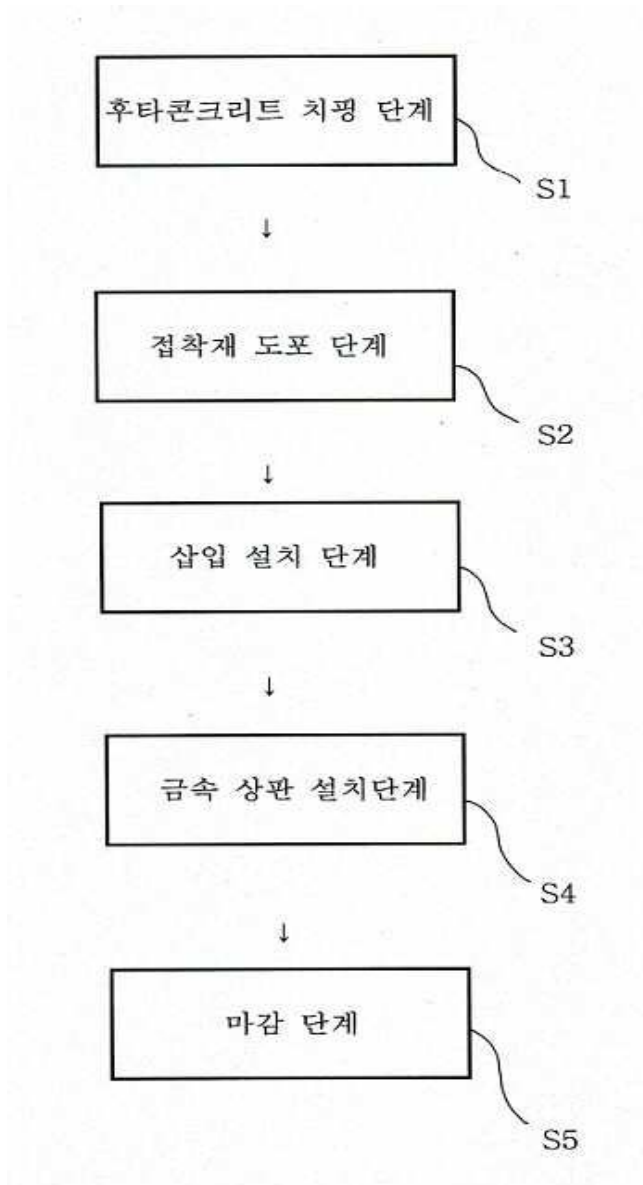 후타콘크리트 치핑 단계
S1
↓
접착재 도포 단계
S2
↓
삽입 설치 단계
S3
↓
금속 상판 설치단계
S4
↓
마감 단계
S5